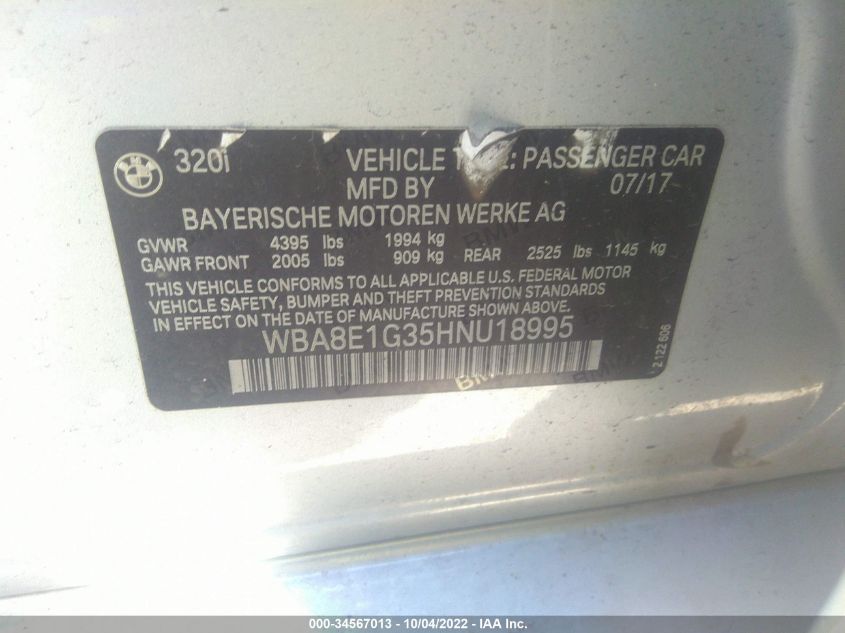 BMW 320i VEHICLE PASSENGER CAR
MFD BY 07/17
BAYERISCHE MOTOREN WERKE AG
GVWR 4395 lbs 1994 kg
GAWR FRONT 2005 lbs 909 kg REAR 2525 lbs 1145 kg
THIS VEHICLE CONFORMS TO ALL APPLICABLE U.S. FEDERAL MOTOR
VEHICLE SAFETY, BUMPER AND THEFT PREVENTION STANDARDS
IN EFFECT ON THE DATE OF MANUFACTURE SHOWN ABOVE.
WBA8E1G35HNU18995
2 122 606
000-34567013 - 10/04/2022 - IAA Inc.